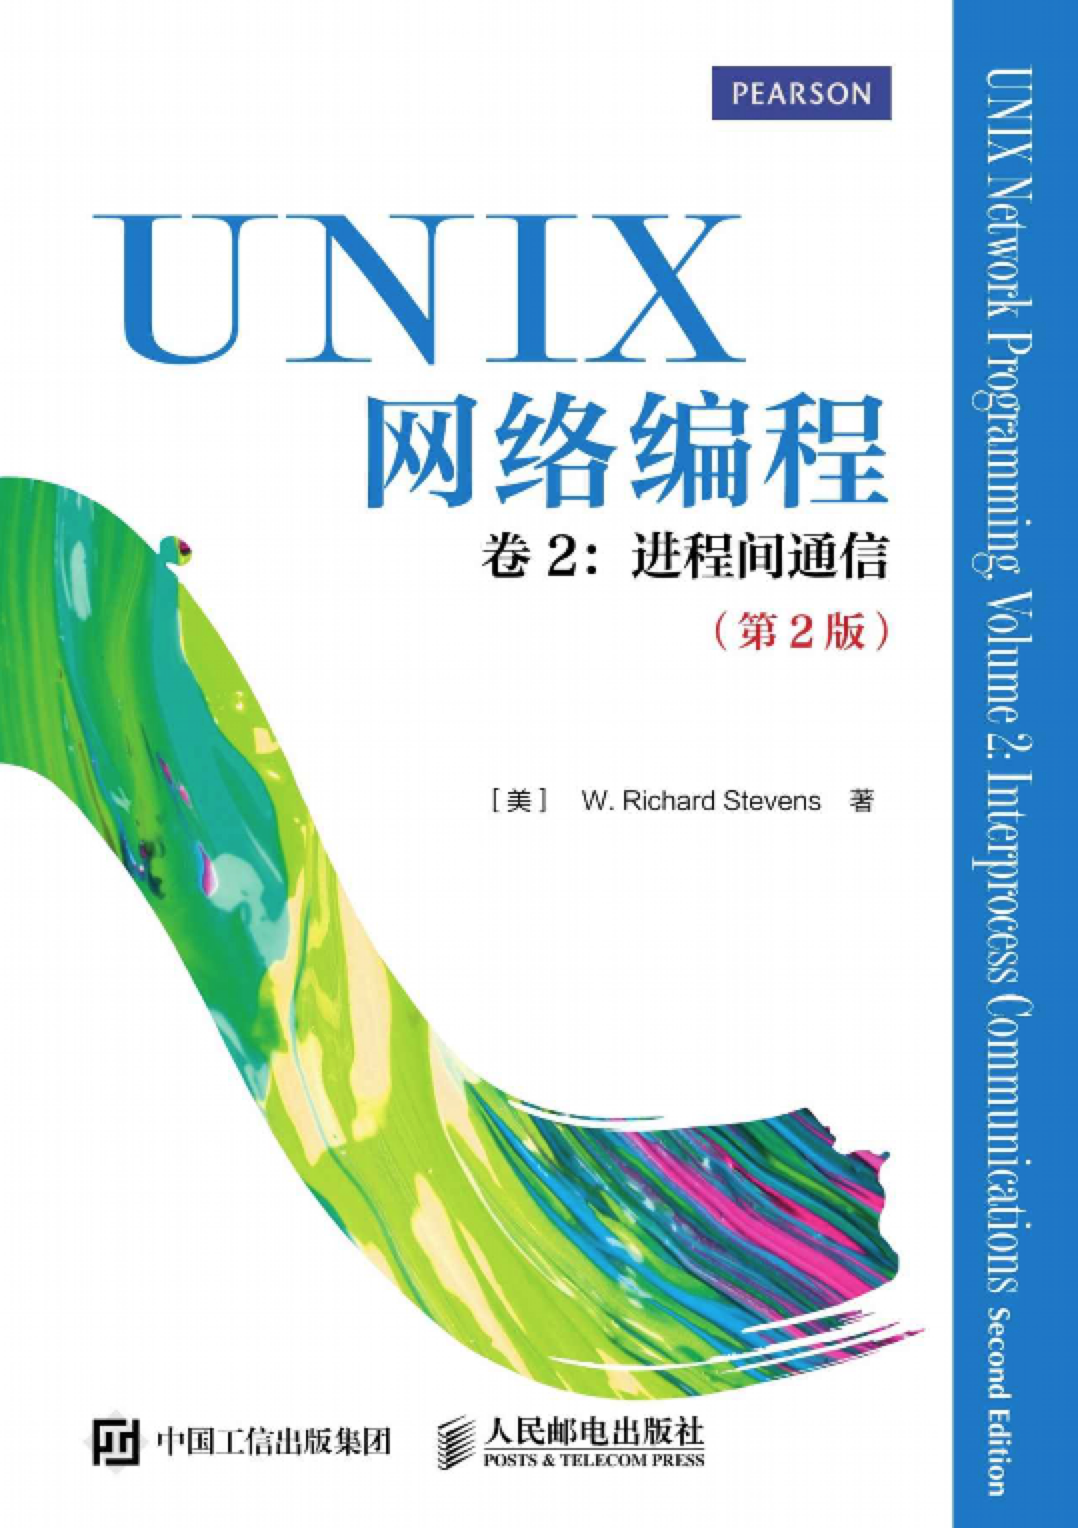 PEARSON
UNIX
网络编程
卷 2：进程间通信
（第 2 版）
［美］ W. Richard Stevens 著
中国工信出版集团
人民邮电出版社
POSTS & TELECOM PRESS
UNIX Network Programming, Volume 2: Interprocess Communications Second Edition